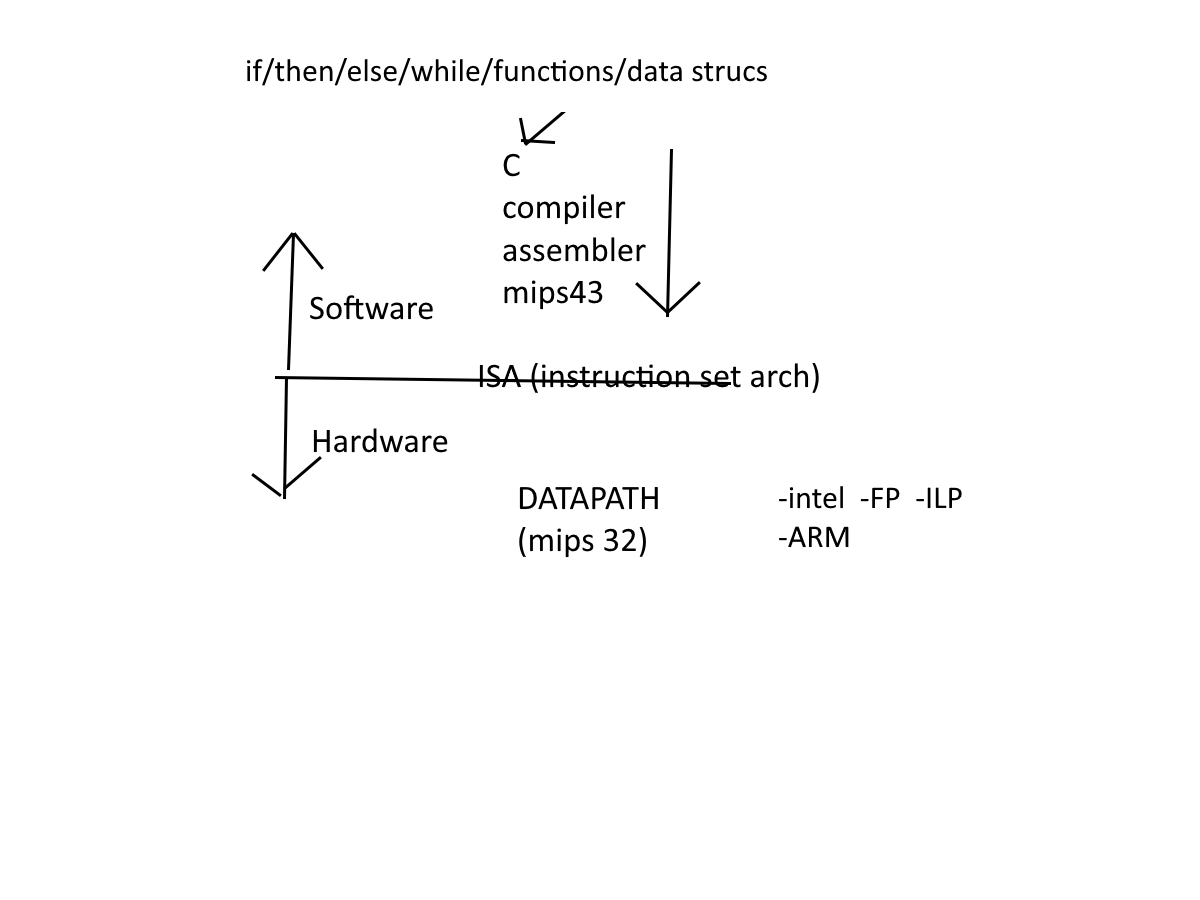 if/then/else/while/functions/data strucs
C
compiler
assembler
mips43
Software
ISA (instruction set arch)
Hardware
DATAPATH
(mips 32)
-intel -FP -ILP
-ARM